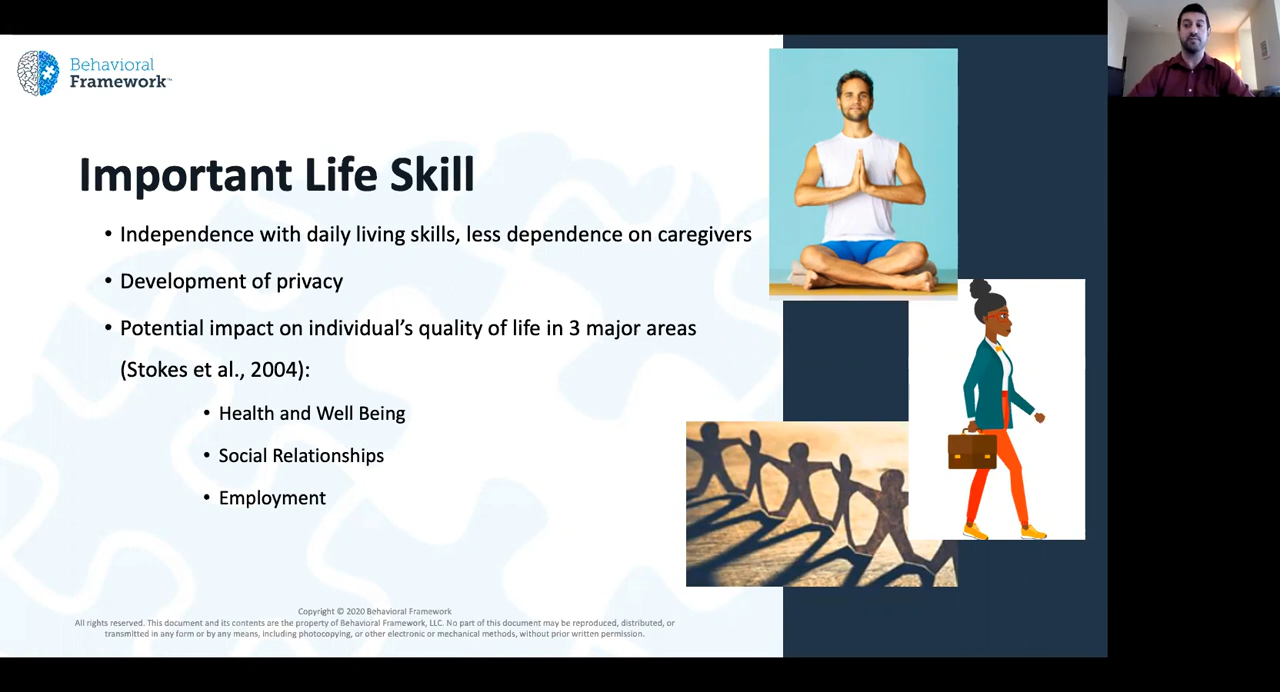 Behavioral
Framework™
Important Life Skill
• Independence with daily living skills, less dependence on caregivers
• Development of privacy
• Potential impact on individual’s quality of life in 3 major areas
(Stokes et al., 2004):
• Health and Well Being
• Social Relationships
• Employment
Copyright © 2020 Behavioral Framework
All rights reserved. This document and its contents are the property of Behavioral Framework, LLC. No part of this document may be reproduced, distributed, or
transmitted in any form or by any means, including photocopying, or other electronic or mechanical methods, without prior written permission.